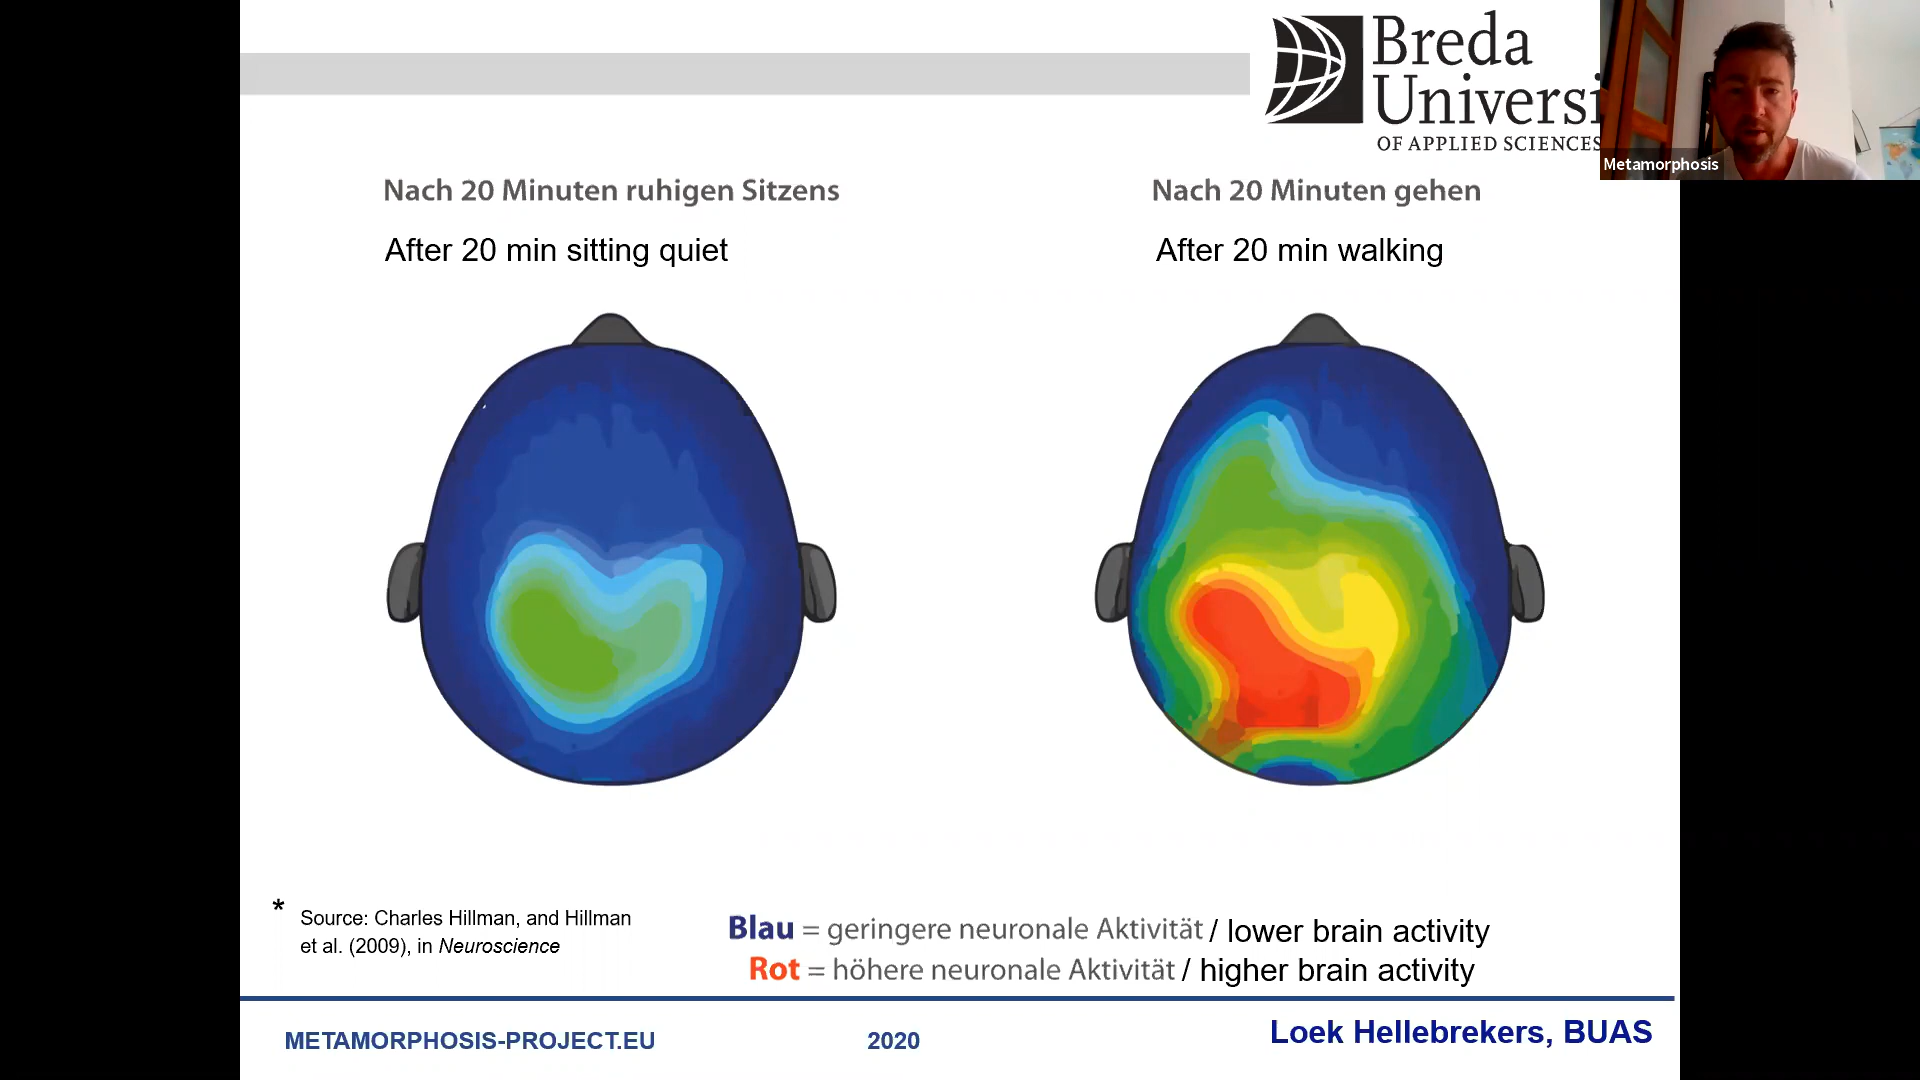 Breda
Universi
OF APPLIED SCIENCES
Metamorphosis
Nach 20 Minuten ruhigen Sitzens
After 20 min sitting quiet
Nach 20 Minuten gehen
After 20 min walking
* Source: Charles Hillman, and Hillman
et al. (2009), in Neuroscience
Blau = geringere neuronale Aktivität / lower brain activity
Rot = höhere neuronale Aktivität / higher brain activity
METAMORPHOSIS-PROJECT.EU
2020
Loek Hellebrekers, BUAS